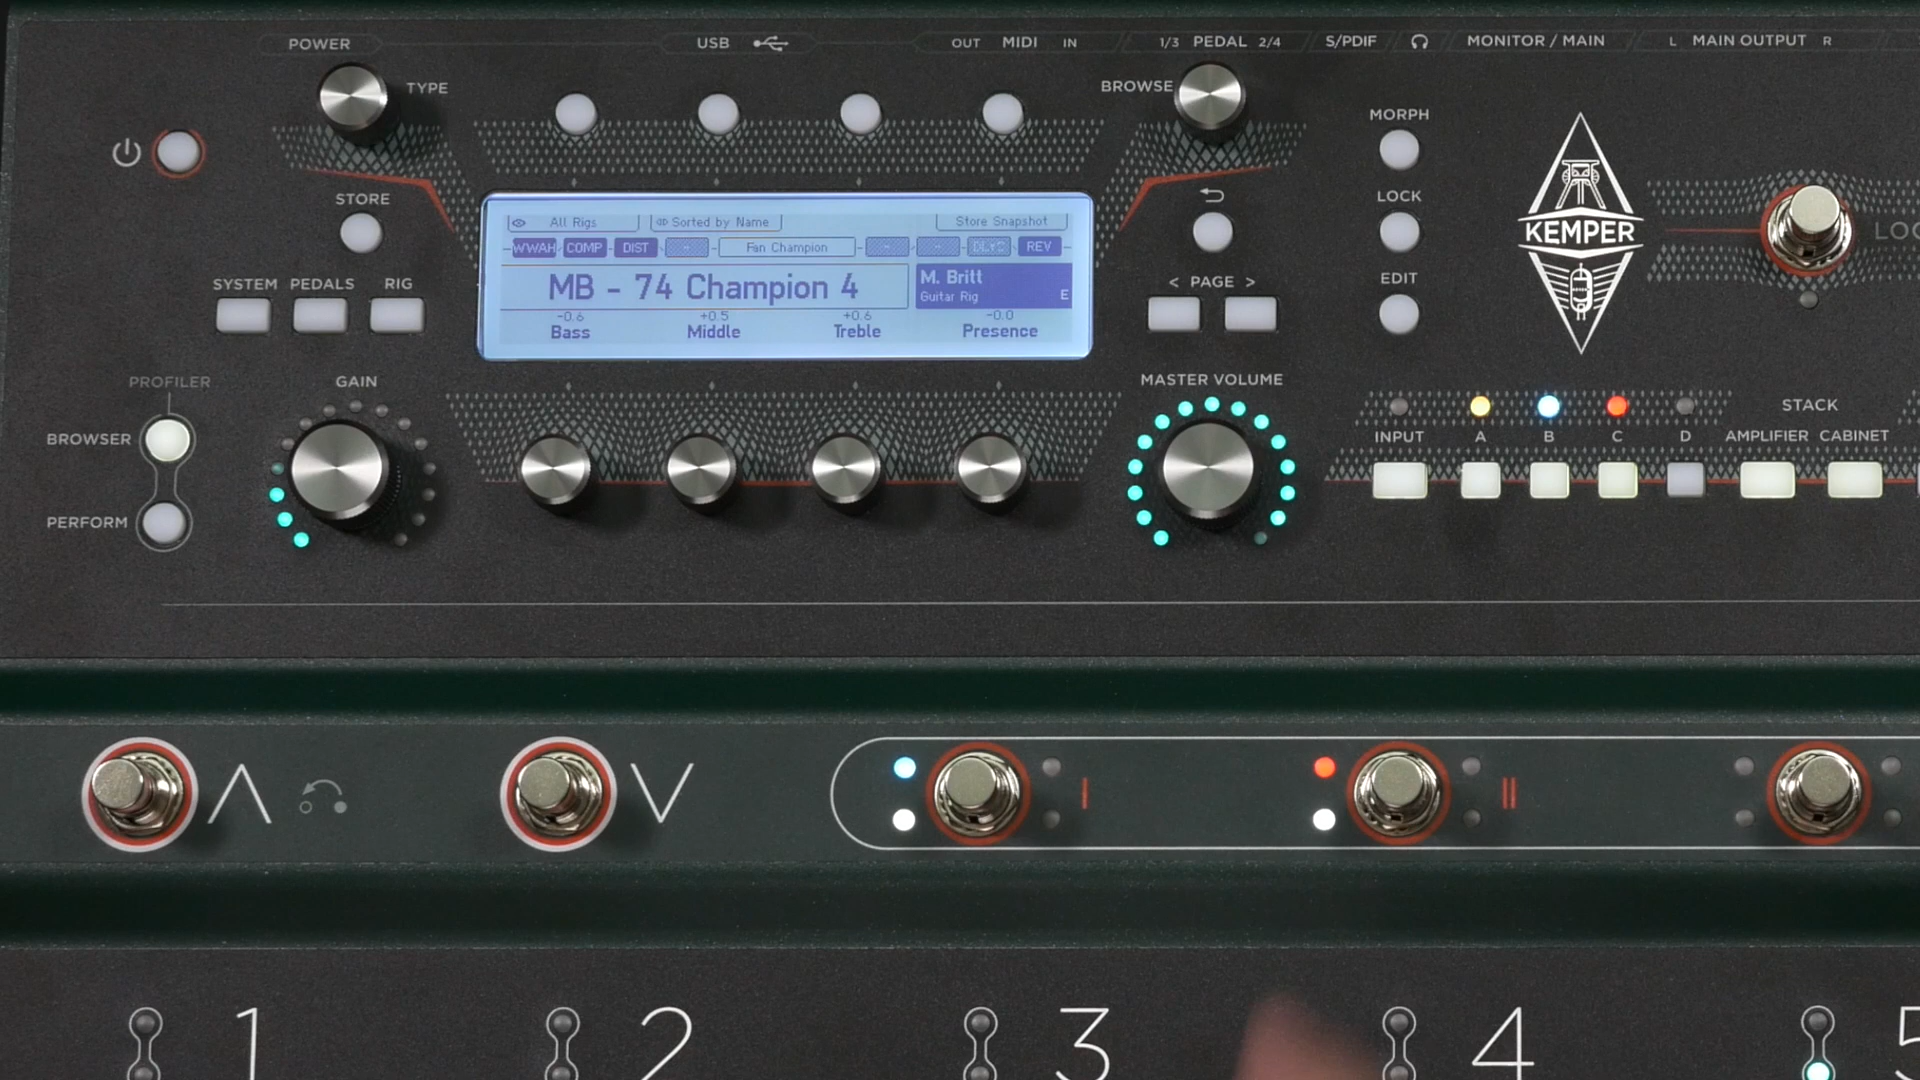 POWER USB OUT MIDI IN 1/3 PEDAL 2/4 S/PDIF MONITOR / MAIN L MAIN OUTPUT R
TYPE BROWSE
MORPH
STORE LOCK
All Rigs Sorted by Name Store Snapshot
WWAH COMP DIST - Fan Champion - - REV
KEMPER LOO
SYSTEM PEDALS RIG < PAGE > EDIT
MB - 74 Champion 4 M. Britt
Guitar Rig E
-0.6 +0.5 +0.6 -0.0
Bass Middle Treble Presence
PROFILER GAIN MASTER VOLUME
STACK
BROWSER INPUT A B C D AMPLIFIER CABINET
PERFORM
I II
1 2 3 4 5